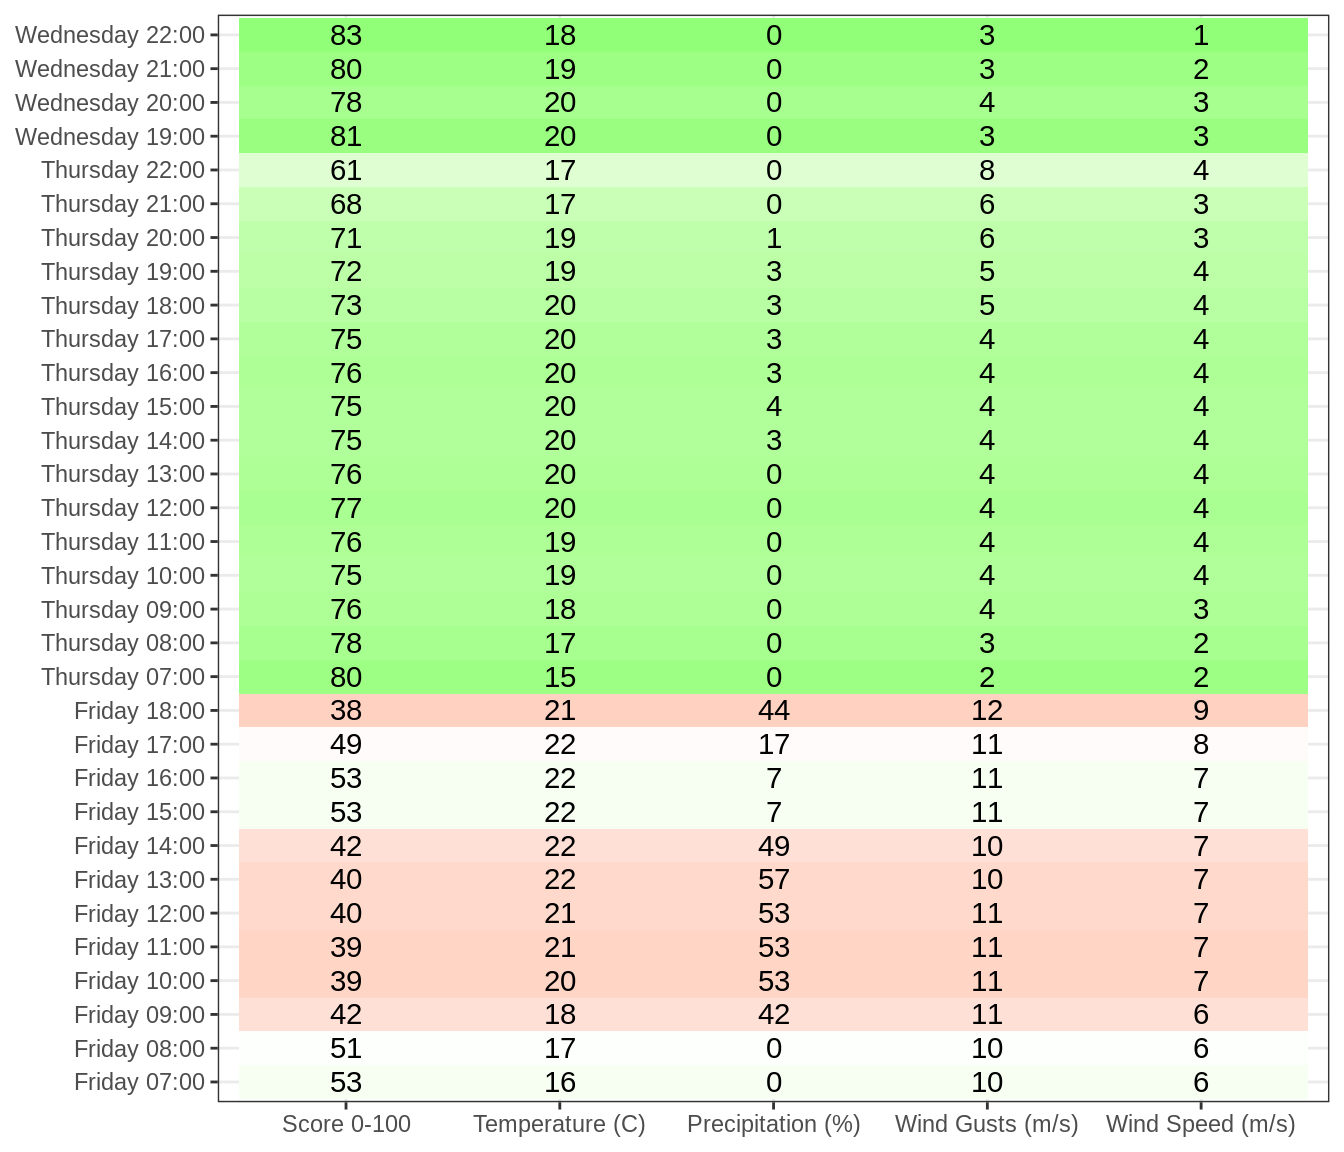 Wednesday 22:00 83 18 0 3 1
Wednesday 21:00 80 19 0 3 2
Wednesday 20:00 78 20 0 4 3
Wednesday 19:00 81 20 0 3 3
Thursday 22:00 61 17 0 8 4
Thursday 21:00 68 17 0 6 3
Thursday 20:00 71 19 1 6 3
Thursday 19:00 72 19 3 5 4
Thursday 18:00 73 20 3 5 4
Thursday 17:00 75 20 3 4 4
Thursday 16:00 76 20 3 4 4
Thursday 15:00 75 20 4 4 4
Thursday 14:00 75 20 3 4 4
Thursday 13:00 76 20 0 4 4
Thursday 12:00 77 20 0 4 4
Thursday 11:00 76 19 0 4 4
Thursday 10:00 75 19 0 4 4
Thursday 09:00 76 18 0 4 3
Thursday 08:00 78 17 0 3 2
Thursday 07:00 80 15 0 2 2
Friday 18:00 38 21 44 12 9
Friday 17:00 49 22 17 11 8
Friday 16:00 53 22 7 11 7
Friday 15:00 53 22 7 11 7
Friday 14:00 42 22 49 10 7
Friday 13:00 40 22 57 10 7
Friday 12:00 40 21 53 11 7
Friday 11:00 39 21 53 11 7
Friday 10:00 39 20 53 11 7
Friday 09:00 42 18 42 11 6
Friday 08:00 51 17 0 10 6
Friday 07:00 53 16 0 10 6
Score 0-100 Temperature (C) Precipitation (%) Wind Gusts (m/s) Wind Speed (m/s)